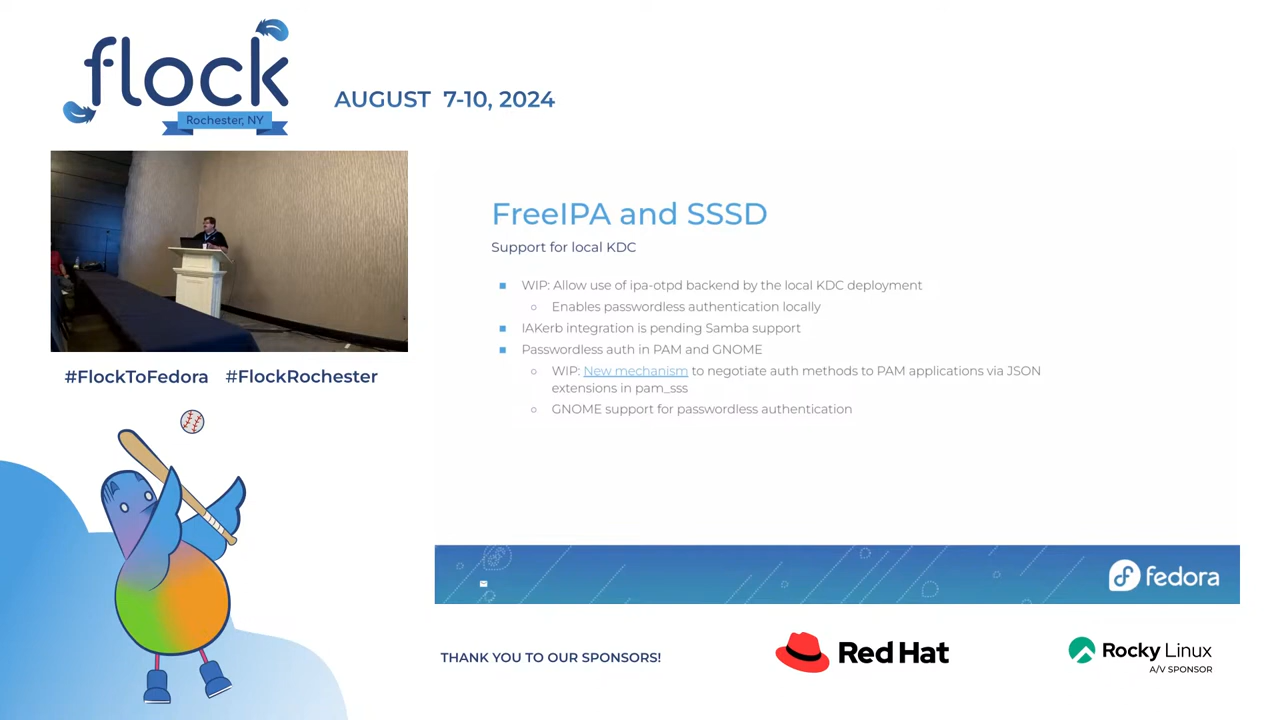 flock
Rochester, NY
AUGUST 7-10, 2024
#FlockToFedora #FlockRochester
FreeIPA and SSSD
Support for local KDC
WIP: Allow use of ipa-otpd backend by the local KDC deployment
Enables passwordless authentication locally
IAKerb integration is pending Samba support
Passwordless auth in PAM and GNOME
WIP: New mechanism to negotiate auth methods to PAM applications via JSON
extensions in pam_sss
GNOME support for passwordless authentication
fedora
THANK YOU TO OUR SPONSORS!
Red Hat
Rocky Linux
A/V SPONSOR